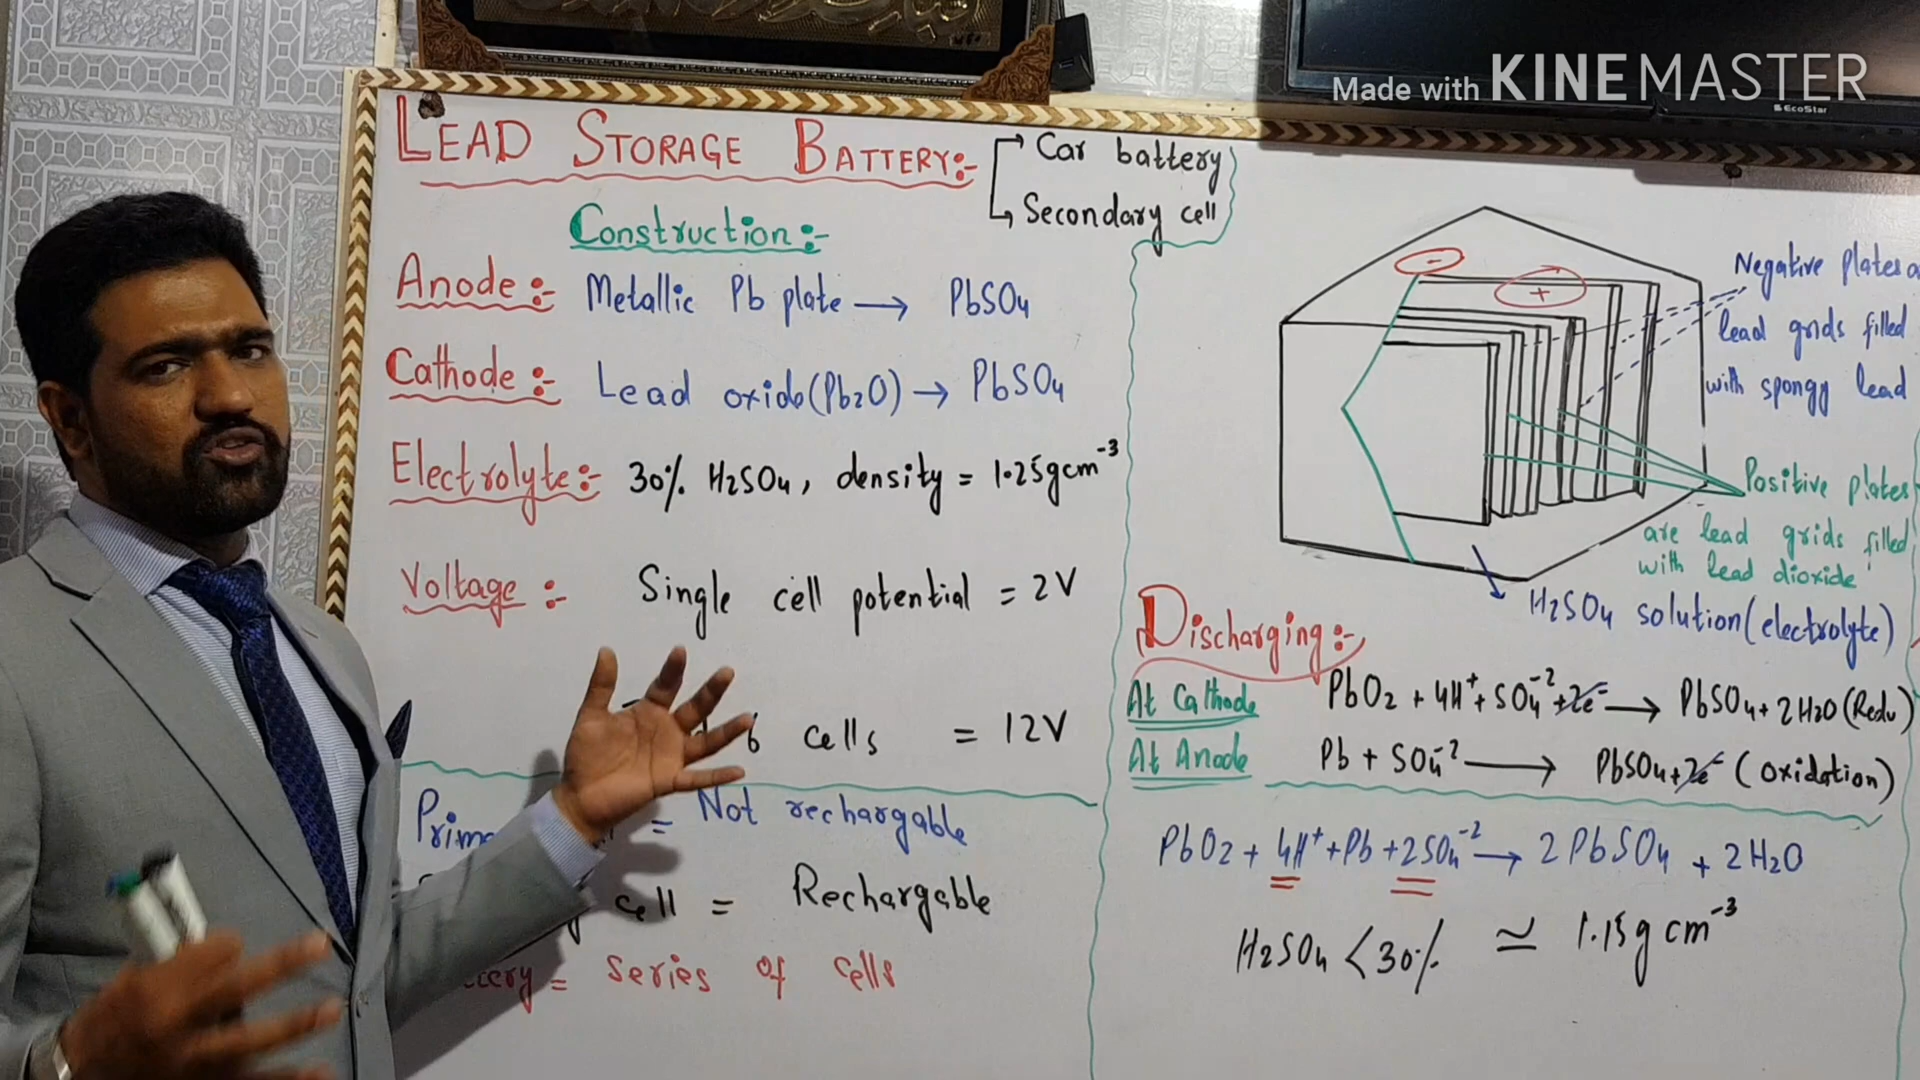 Made with KINEMASTER
EcoStar
LEAD STORAGE BATTERY:-
Car battery
Secondary cell
Construction:-
Anode:- Metallic Pb plate → PbSO4
Cathode:- Lead oxide(Pb2O) → PbSO4
Electrolyte:- 30% H2SO4, density = 1.25gcm⁻³
Voltage:- Single cell potential = 2V
6 cells = 12V
= Not rechargable
cell = Rechargable
= Series of cells
-
+
Negative plates
lead grids filled
with spongy lead
Positive plates
are lead grids filled
with lead dioxide
H2SO4 solution(electrolyte)
Discharging:-
At Cathode PbO2 + 4H⁺ + SO4⁻² + 2e⁻ → PbSO4 + 2H2O (Redu)
At Anode Pb + SO4⁻² → PbSO4 + 2e⁻ (oxidation)
PbO2 + 4H⁺ + Pb + 2SO4⁻² → 2PbSO4 + 2H2O
H2SO4 < 30% ≃ 1.15g cm⁻³